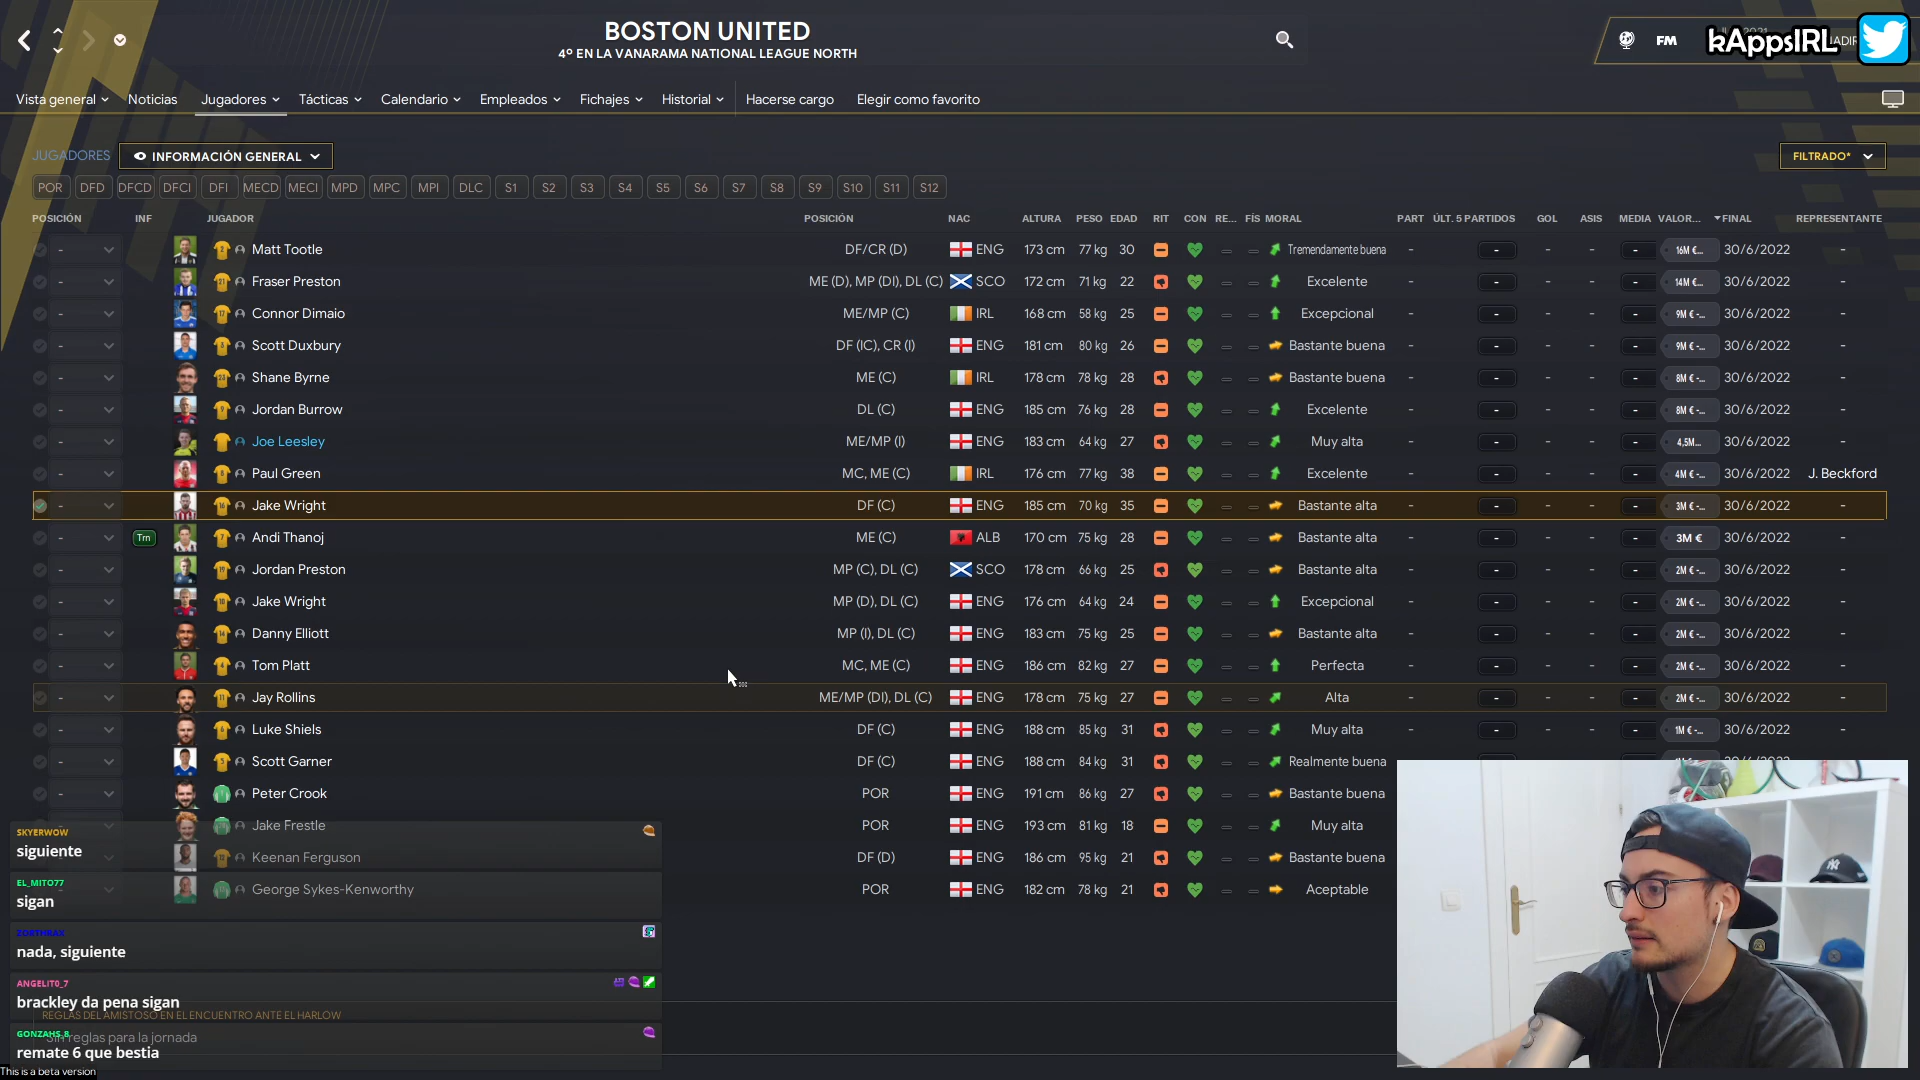 BOSTON UNITED
4º EN LA VANARAMA NATIONAL LEAGUE NORTH
FM
kAppsIRL
Vista general Noticias Jugadores Tácticas Calendario Empleados Fichajes Historial Hacerse cargo Elegir como favorito
JUGADORES INFORMACIÓN GENERAL FILTRADO*
POR DFD DFCD DFCI DFI MECD MECI MPD MPC MPI DLC S1 S2 S3 S4 S5 S6 S7 S8 S9 S10 S11 S12
POSICIÓN INF JUGADOR POSICIÓN NAC ALTURA PESO EDAD RIT CON RE... FÍS MORAL PART ÚLT. 5 PARTIDOS GOL ASIS MEDIA VALOR... FINAL REPRESENTANTE
- Matt Tootle DF/CR (D) ENG 173 cm 77 kg 30 Tremendamente buena - - - - - 16M €... 30/6/2022 -
- Fraser Preston ME (D), MP (DI), DL (C) SCO 172 cm 71 kg 22 Excelente - - - - - 14M €... 30/6/2022 -
- Connor Dimaio ME/MP (C) IRL 168 cm 58 kg 25 Excepcional - - - - - 9M € -... 30/6/2022 -
- Scott Duxbury DF (IC), CR (I) ENG 181 cm 80 kg 26 Bastante buena - - - - - 9M € -... 30/6/2022 -
- Shane Byrne ME (C) IRL 178 cm 78 kg 28 Bastante buena - - - - - 8M € -... 30/6/2022 -
- Jordan Burrow DL (C) ENG 185 cm 76 kg 28 Excelente - - - - - 8M € -... 30/6/2022 -
- Joe Leesley ME/MP (I) ENG 183 cm 64 kg 27 Muy alta - - - - - 4,5M... 30/6/2022 -
- Paul Green MC, ME (C) IRL 176 cm 77 kg 38 Excelente - - - - - 4M € -... 30/6/2022 J. Beckford
- Jake Wright DF (C) ENG 185 cm 70 kg 35 Bastante alta - - - - - 3M € -... 30/6/2022 -
- Trn Andi Thanoj ME (C) ALB 170 cm 75 kg 28 Bastante alta - - - - - 3M € 30/6/2022 -
- Jordan Preston MP (C), DL (C) SCO 178 cm 66 kg 25 Bastante alta - - - - - 2M € -... 30/6/2022 -
- Jake Wright MP (D), DL (C) ENG 176 cm 64 kg 24 Excepcional - - - - - 2M € -... 30/6/2022 -
- Danny Elliott MP (I), DL (C) ENG 183 cm 75 kg 25 Bastante alta - - - - - 2M € -... 30/6/2022 -
- Tom Platt MC, ME (C) ENG 186 cm 82 kg 27 Perfecta - - - - - 2M € -... 30/6/2022 -
- Jay Rollins ME/MP (DI), DL (C) ENG 178 cm 75 kg 27 Alta - - - - - 2M € -... 30/6/2022 -
- Luke Shiels DF (C) ENG 188 cm 85 kg 31 Muy alta - - - - - 1M € -... 30/6/2022 -
- Scott Garner DF (C) ENG 188 cm 84 kg 31 Realmente buena
- Peter Crook POR ENG 191 cm 86 kg 27 Bastante buena
Jake Frestle POR ENG 193 cm 81 kg 18 Muy alta
Keenan Ferguson DF (D) ENG 186 cm 95 kg 21 Bastante buena
George Sykes-Kenworthy POR ENG 182 cm 78 kg 21 Aceptable
SKYERWOW
siguiente
EL_MITO77
sigan
ZORTHRAX
nada, siguiente
ANGELIT0_7
brackley da pena sigan
REGLAS DEL AMISTOSO EN EL ENCUENTRO ANTE EL HARLOW
GONZAHS_8
Sin reglas para la jornada
remate 6 que bestia
This is a beta version